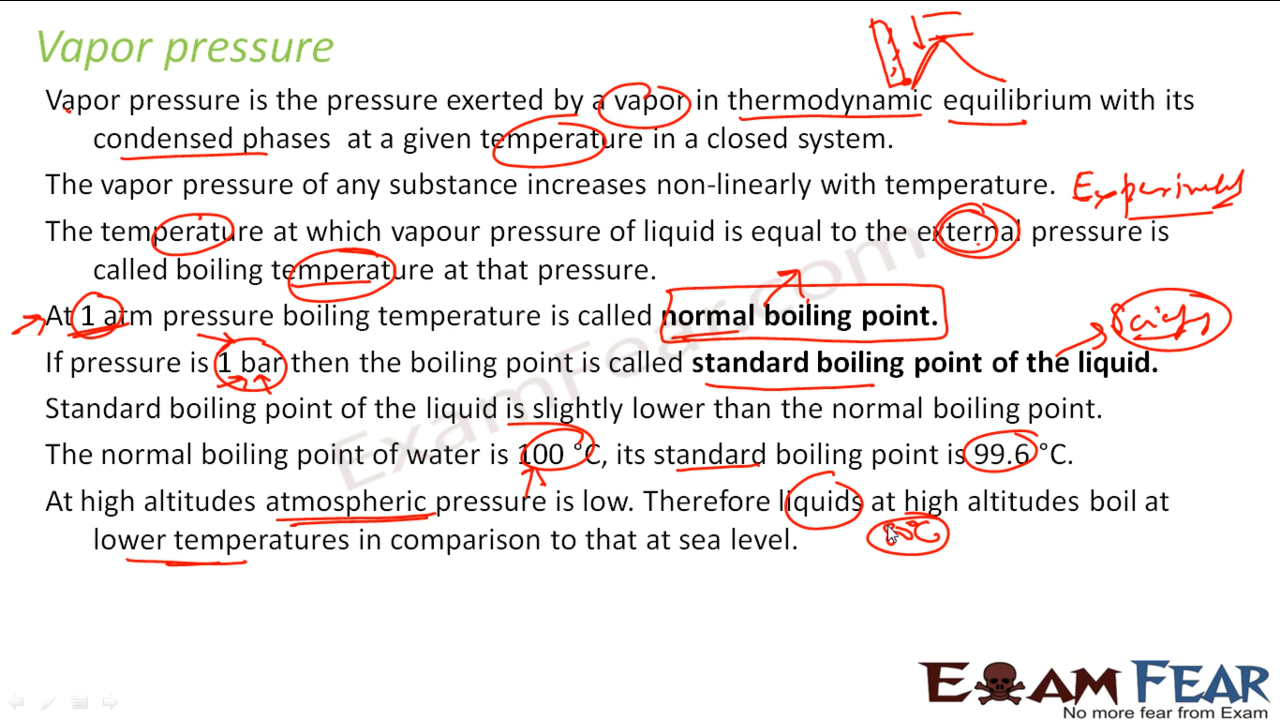 Vapor pressure
Vapor pressure is the pressure exerted by a vapor in thermodynamic equilibrium with its
condensed phases at a given temperature in a closed system.
The vapor pressure of any substance increases non-linearly with temperature.
The temperature at which vapour pressure of liquid is equal to the external pressure is
called boiling temperature at that pressure.
At 1 atm pressure boiling temperature is called normal boiling point.
If pressure is 1 bar then the boiling point is called standard boiling point of the liquid.
Standard boiling point of the liquid is slightly lower than the normal boiling point.
The normal boiling point of water is 100 °C, its standard boiling point is 99.6 °C.
At high altitudes atmospheric pressure is low. Therefore liquids at high altitudes boil at
lower temperatures in comparison to that at sea level.
ExamFear.com
EXAM FEAR
No more fear from Exam